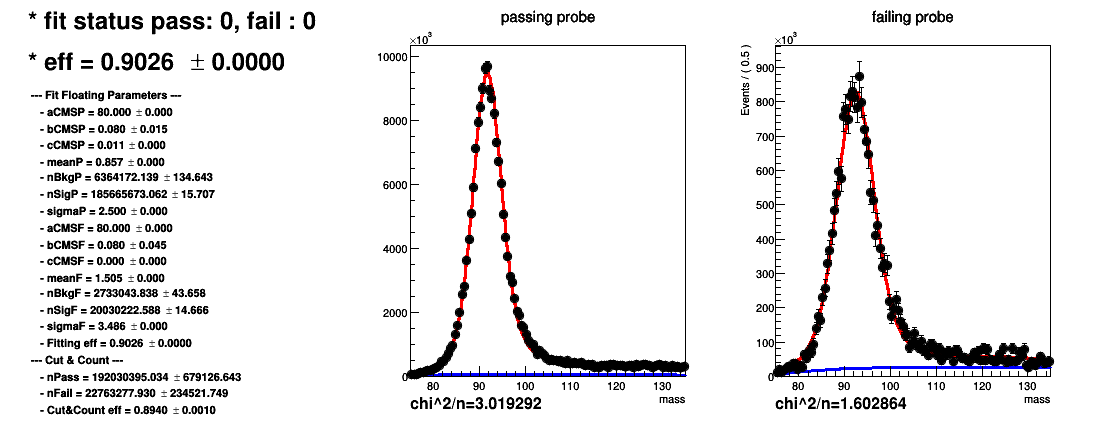 * fit status pass: 0, fail : 0
* eff = 0.9026 ± 0.0000
--- Fit Floating Parameters ---
- aCMSP = 80.000 ± 0.000
- bCMSP = 0.080 ± 0.015
- cCMSP = 0.011 ± 0.000
- meanP = 0.857 ± 0.000
- nBkgP = 6364172.139 ± 134.643
- nSigP = 185665673.062 ± 15.707
- sigmaP = 2.500 ± 0.000
- aCMSF = 80.000 ± 0.000
- bCMSF = 0.080 ± 0.045
- cCMSF = 0.000 ± 0.000
- meanF = 1.505 ± 0.000
- nBkgF = 2733043.838 ± 43.658
- nSigF = 20030222.588 ± 14.666
- sigmaF = 3.486 ± 0.000
- Fitting eff = 0.9026 ± 0.0000
--- Cut & Count ---
- nPass = 192030395.034 ± 679126.643
- nFail = 22763277.930 ± 234521.749
- Cut&Count eff = 0.8940 ± 0.0010
passing probe
×10³
10000
8000
6000
4000
2000
0
80 90 100 110 120 130
mass
chi^2/n=3.019292
failing probe
×10³
Events / ( 0.5 )
900
800
700
600
500
400
300
200
100
0
80 90 100 110 120 130
mass
chi^2/n=1.602864